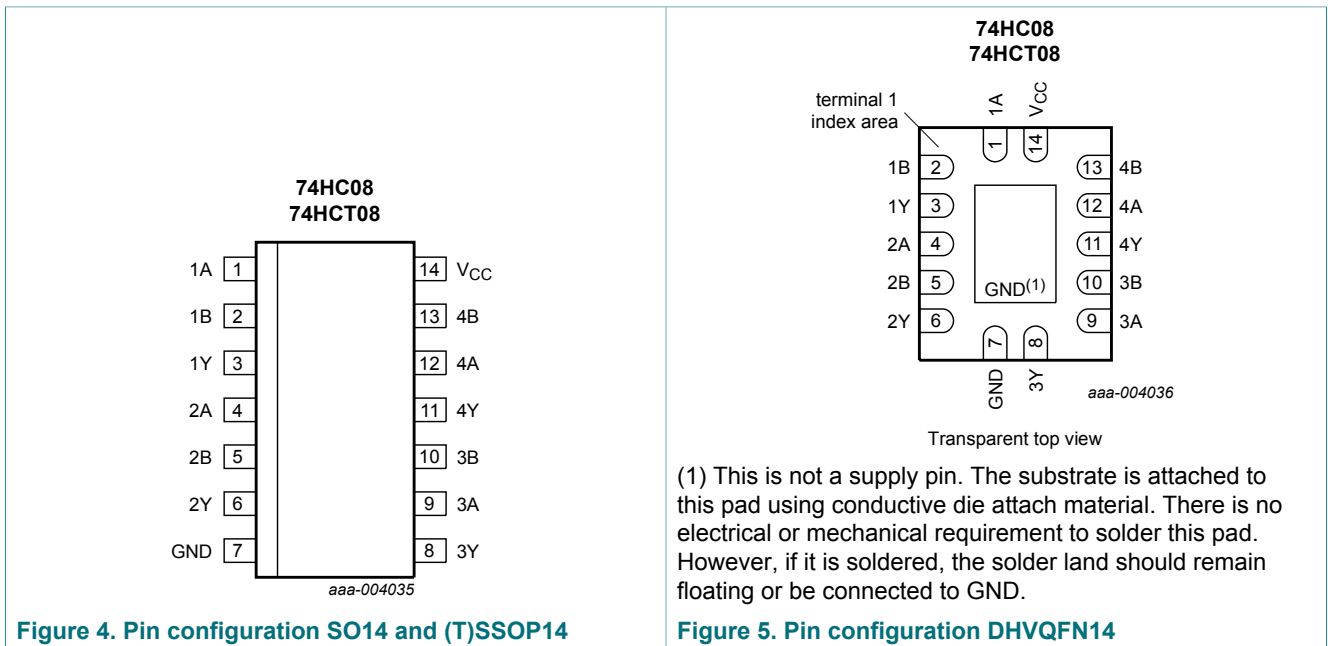 74HC08
74HCT08
1A 1
1B 2
1Y 3
2A 4
2B 5
2Y 6
GND 7
14 VCC
13 4B
12 4A
11 4Y
10 3B
9 3A
8 3Y
aaa-004035
Figure 4. Pin configuration SO14 and (T)SSOP14
74HC08
74HCT08
terminal 1
index area
1A
VCC
1
14
1B 2
1Y 3
2A 4
2B 5
2Y 6
13 4B
12 4A
11 4Y
10 3B
9 3A
GND(1)
7
8
GND
3Y
aaa-004036
Transparent top view
(1) This is not a supply pin. The substrate is attached to
this pad using conductive die attach material. There is no
electrical or mechanical requirement to solder this pad.
However, if it is soldered, the solder land should remain
floating or be connected to GND.
Figure 5. Pin configuration DHVQFN14